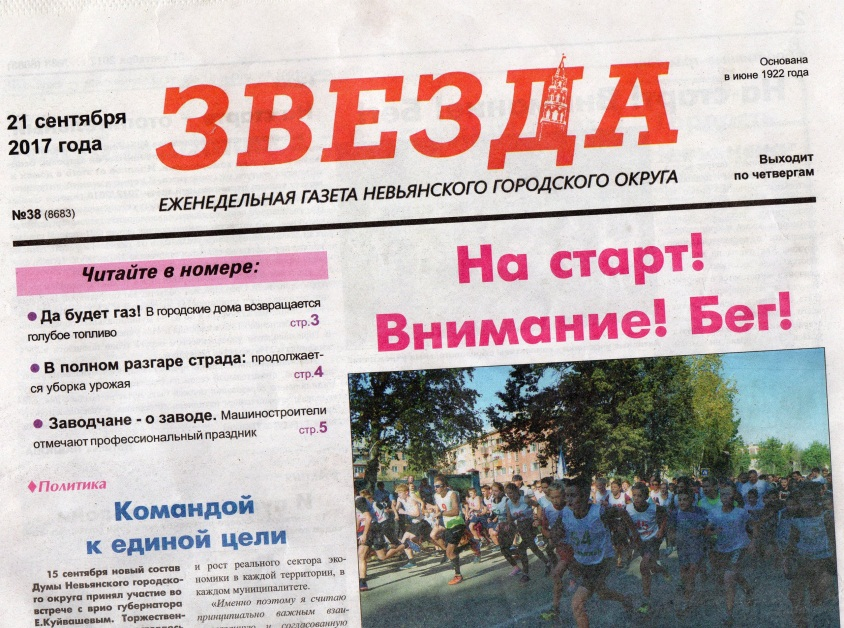 Основана
в июне 1922 года
21 сентября
2017 года
ЗВЕЗДА
Выходит
по четвергам
№38 (8683)
ЕЖЕНЕДЕЛЬНАЯ ГАЗЕТА НЕВЬЯНСКОГО ГОРОДСКОГО ОКРУГА
Читайте в номере:
● Да будет газ! В городские дома возвращается
голубое топливо
стр.3
● В полном разгаре страда: продолжает-
ся уборка урожая
стр.4
● Заводчане - о заводе. Машиностроители
отмечают профессиональный праздник
стр.5
На старт!
Внимание! Бег!
♦Политика
Командой
к единой цели
15 сентября новый состав
Думы Невьянского городско-
го округа принял участие во
встрече с врио губернатора
Е.Куйвашевым. Торжествен-
и рост реального сектора эко-
номики в каждой территории, в
каждом муниципалитете.
«Именно поэтому я считаю
принципиально важным взаи-
согласованную
54